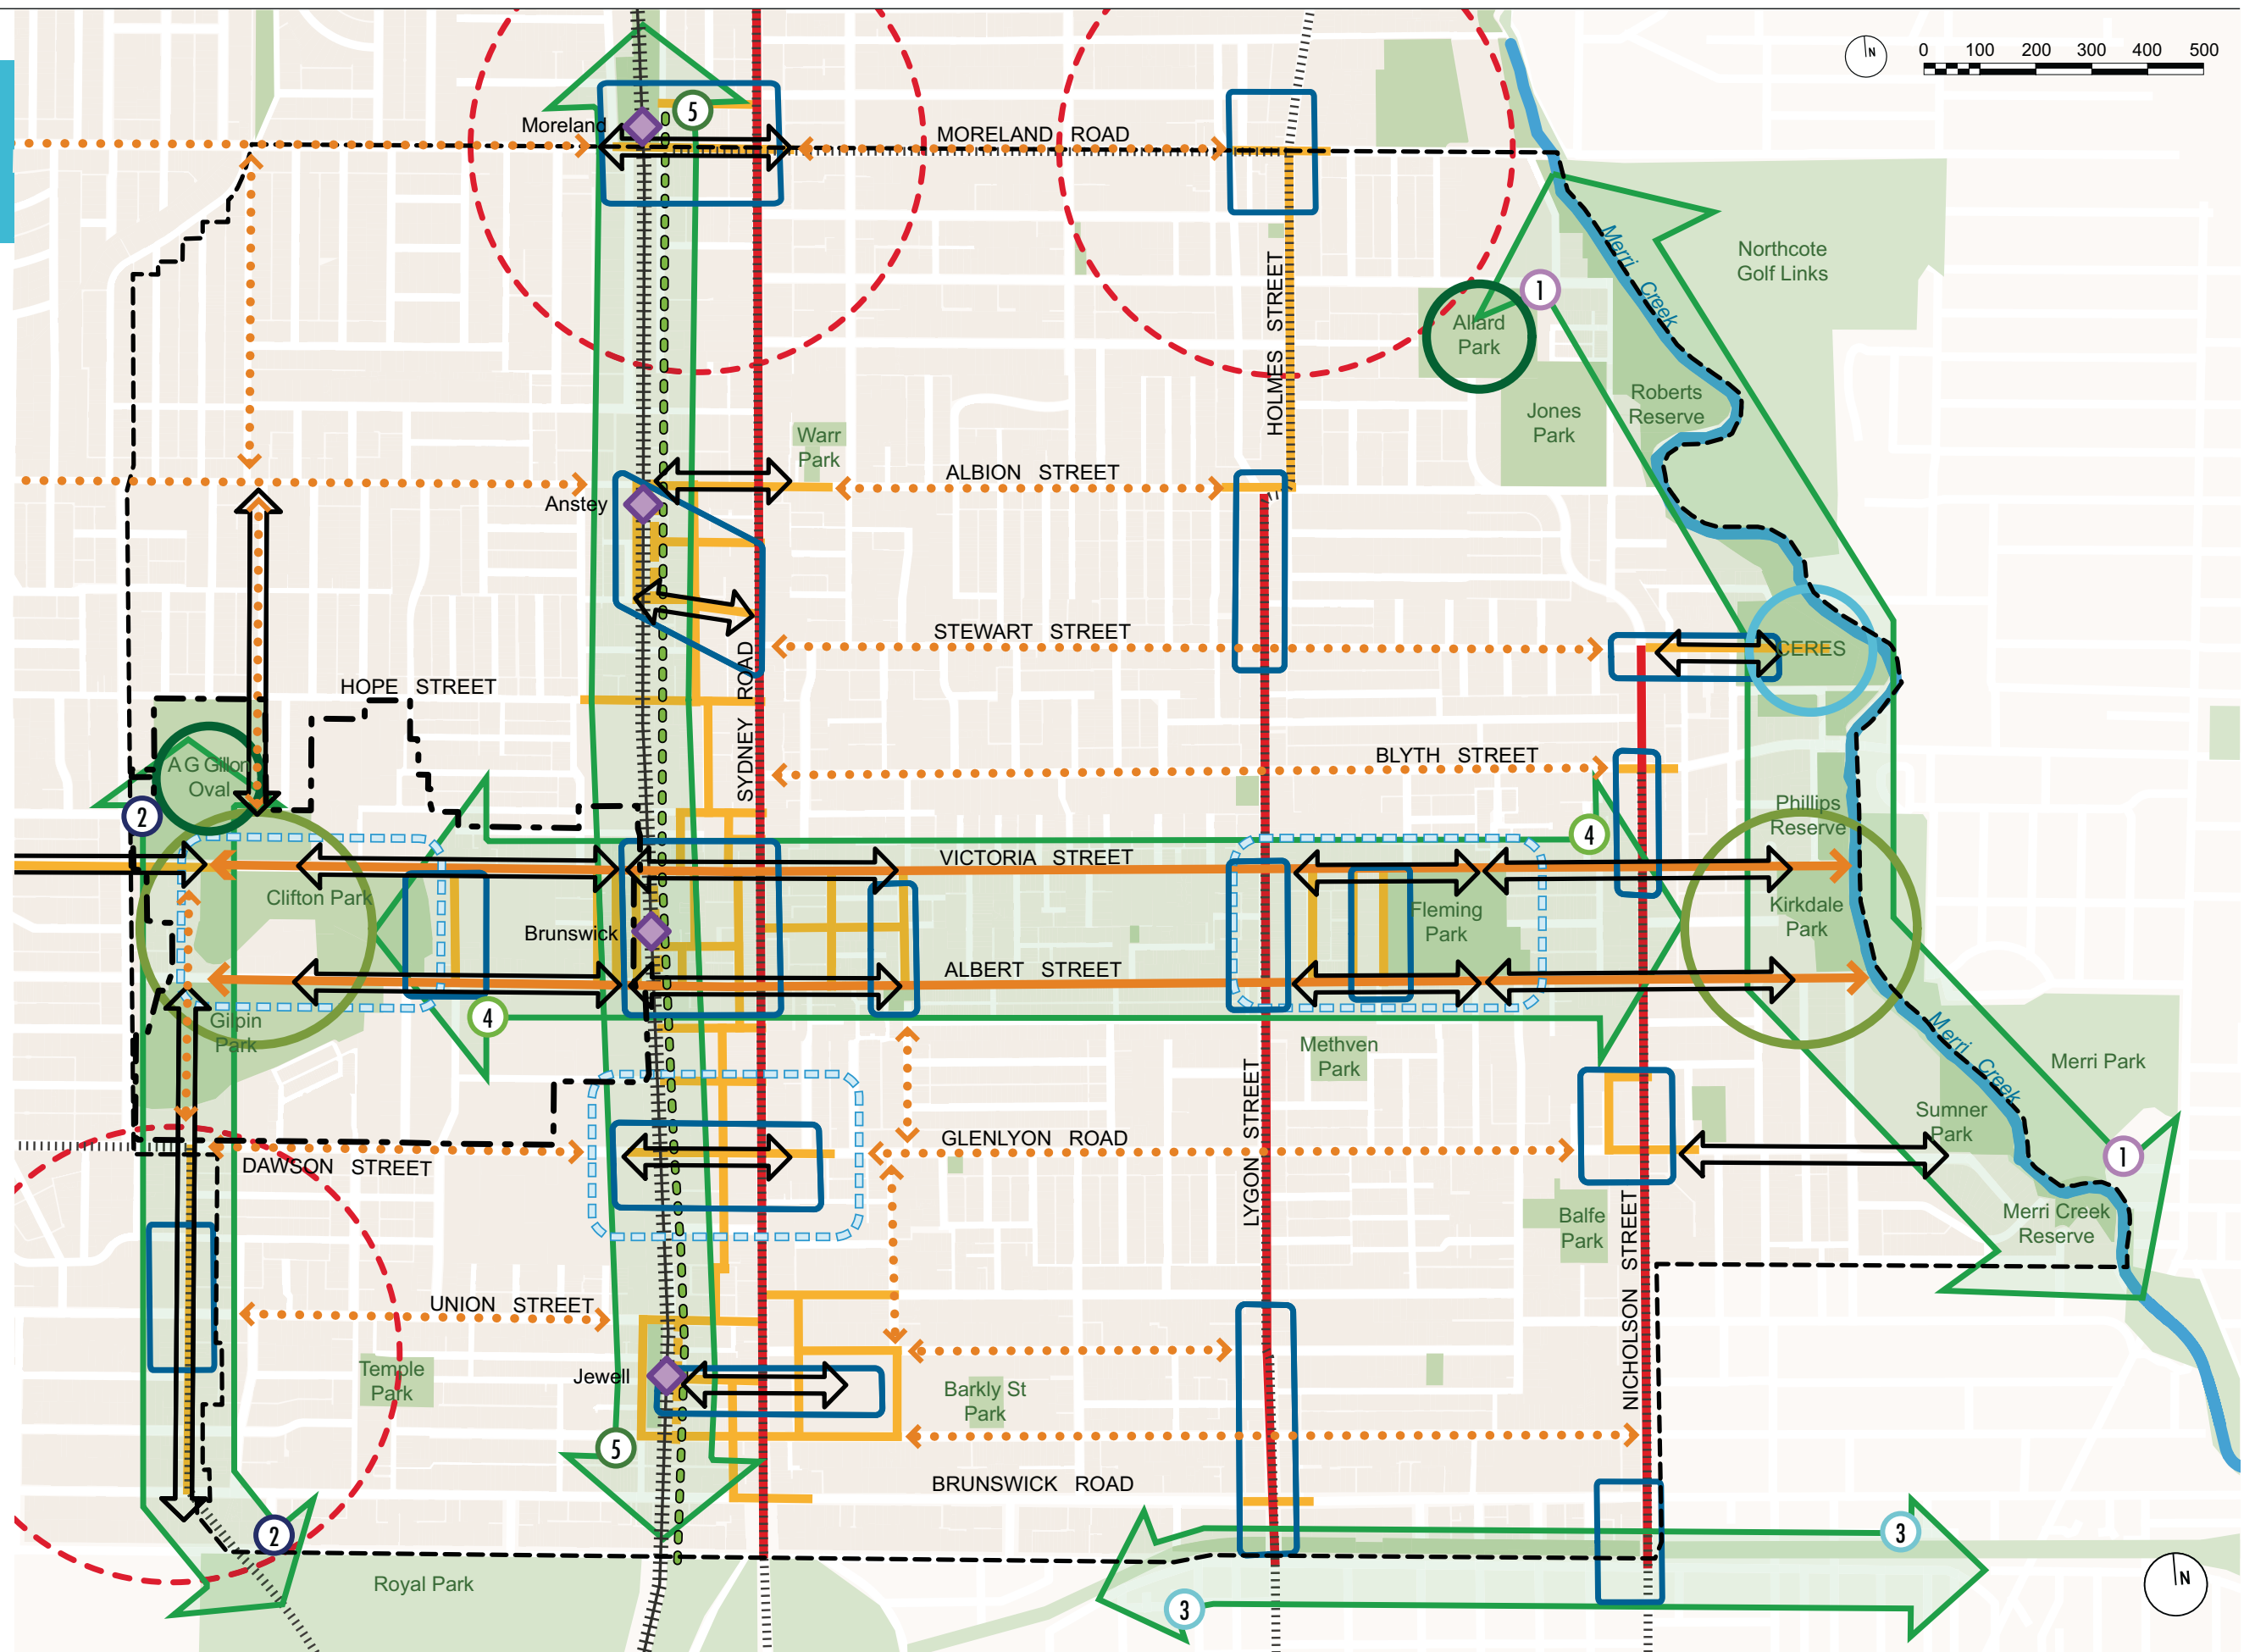 N
0 100 200 300 400 500
5
Moreland
MORELAND ROAD
Merri
Creek
Northcote
Golf Links
1
Allard
Park
HOLMES STREET
Roberts
Reserve
Jones
Park
Warr
Park
ALBION STREET
Anstey
STEWART STREET
CERES
HOPE STREET
SYDNEY ROAD
BLYTH STREET
A G Gillon
Oval
2
Phillips
Reserve
4
VICTORIA STREET
Clifton Park
Fleming
Park
Kirkdale
Park
Brunswick
ALBERT STREET
Gilpin
Park
4
Methven
Park
Merri Creek
Merri Park
LYGON STREET
Sumner
Park
GLENLYON ROAD
DAWSON STREET
1
Balfe
Park
Merri Creek
Reserve
NICHOLSON STREET
UNION STREET
Temple
Park
Jewell
Barkly St
Park
5
BRUNSWICK ROAD
2
3
Royal Park
3
N